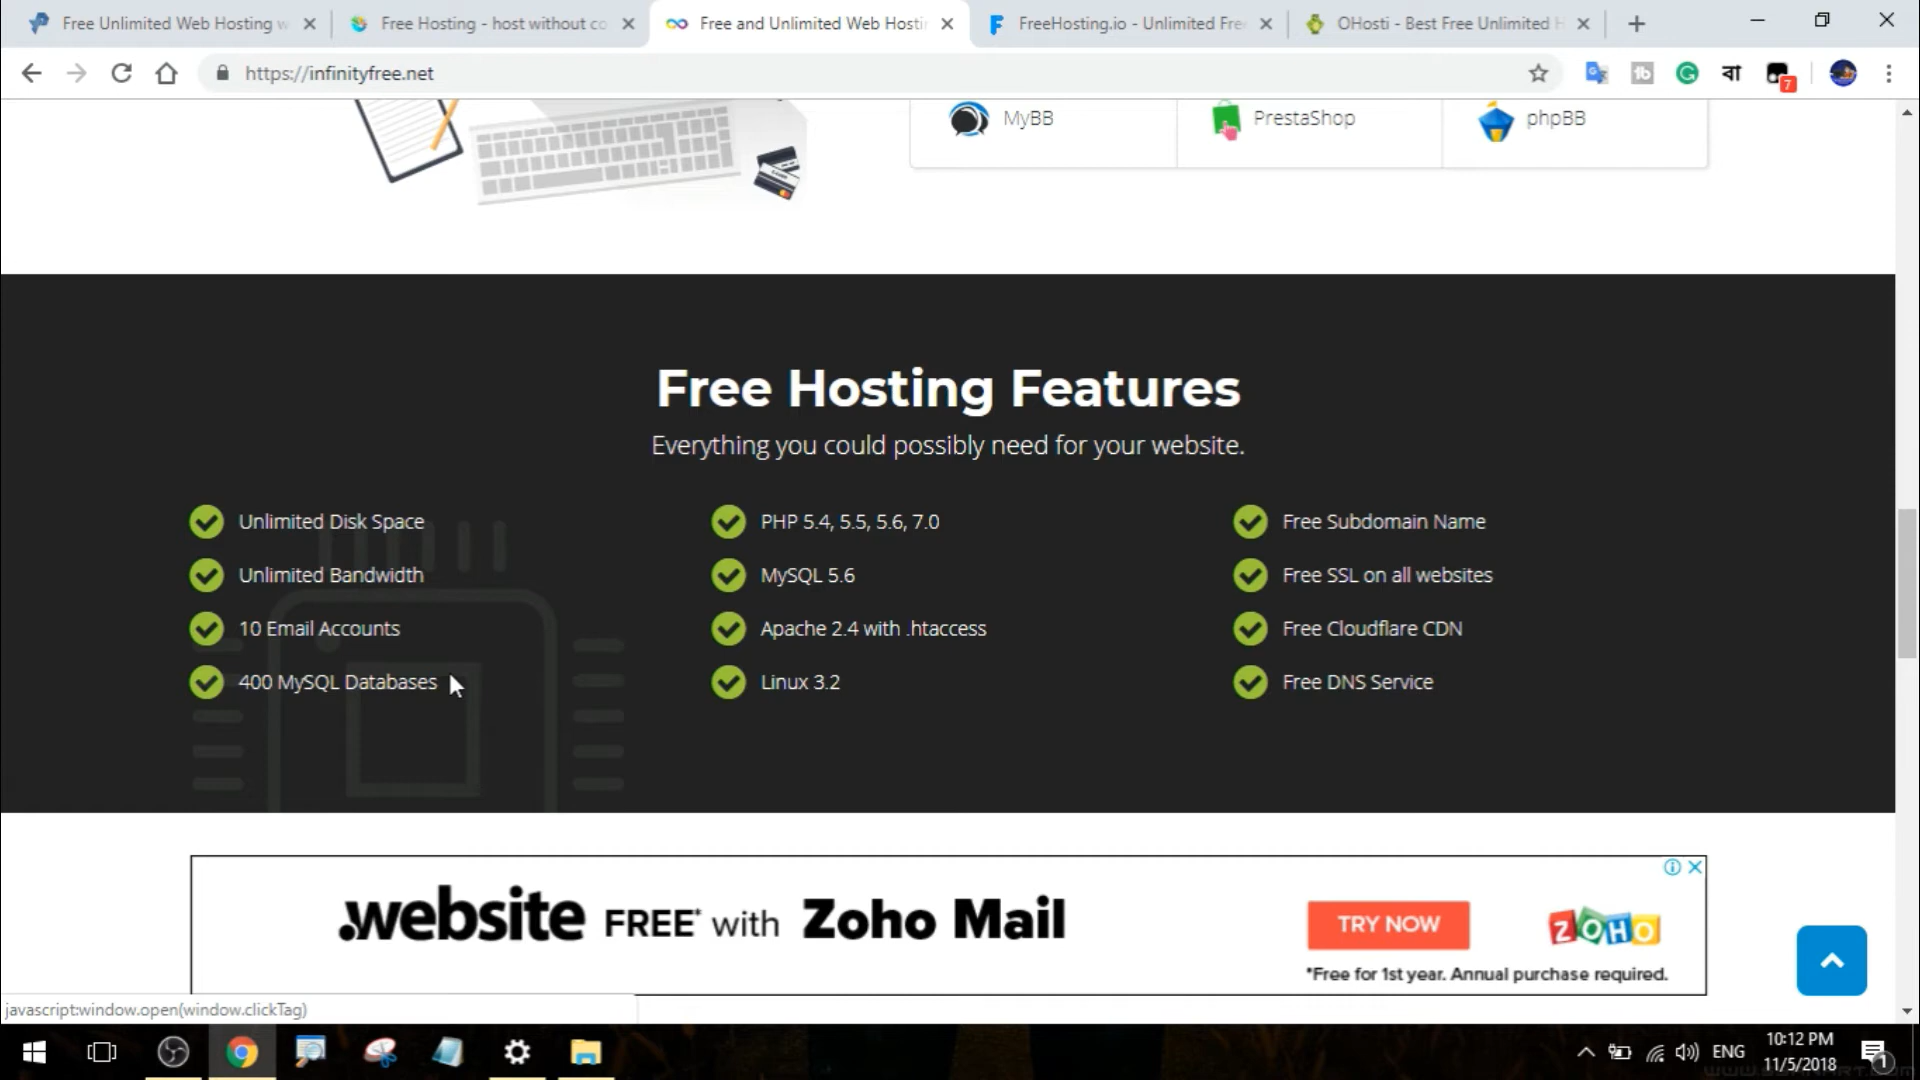 Free Unlimited Web Hosting w
Free Hosting - host without co
Free and Unlimited Web Hosti
FreeHosting.io - Unlimited Fre
OHosti - Best Free Unlimited H
https://infinityfree.net
বা
7
MyBB
PrestaShop
phpBB
Free Hosting Features
Everything you could possibly need for your website.
Unlimited Disk Space
PHP 5.4, 5.5, 5.6, 7.0
Free Subdomain Name
Unlimited Bandwidth
MySQL 5.6
Free SSL on all websites
10 Email Accounts
Apache 2.4 with .htaccess
Free Cloudflare CDN
400 MySQL Databases
Linux 3.2
Free DNS Service
.website FREE* with Zoho Mail
TRY NOW
ZOHO
*Free for 1st year. Annual purchase required.
javascript:window.open(window.clickTag)
ENG
10:12 PM
11/5/2018
1